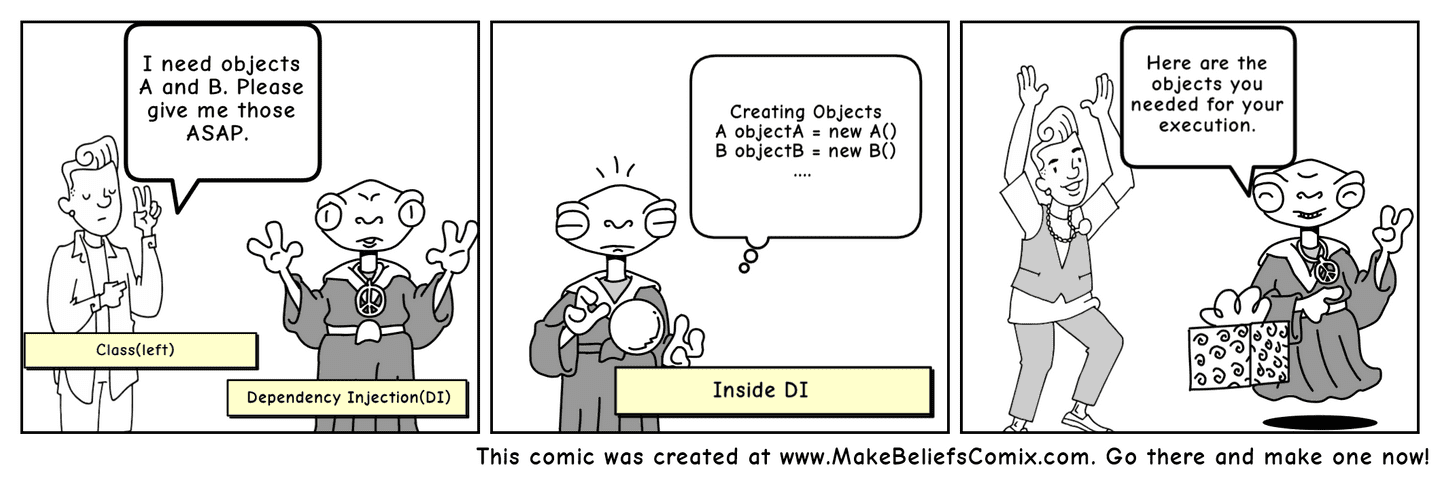 I need objects
A and B. Please
give me those
ASAP.
Class(left)
Dependency Injection(DI)
Creating Objects
A objectA = new A()
B objectB = new B()
....
Inside DI
Here are the
objects you
needed for your
execution.
This comic was created at www.MakeBeliefsComix.com. Go there and make one now!